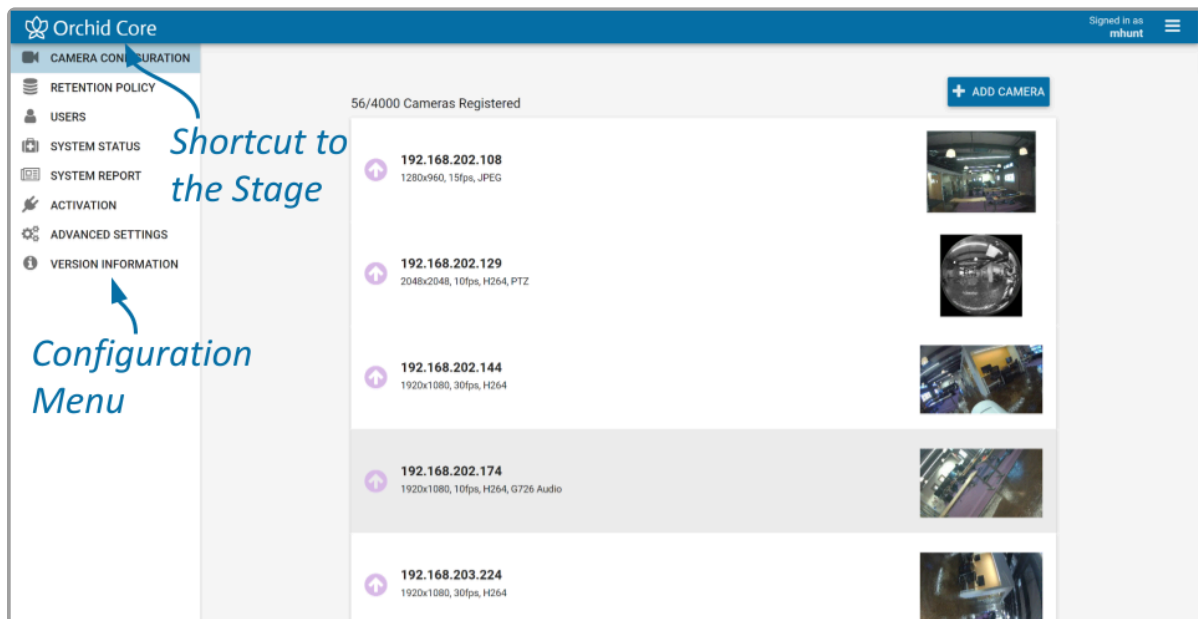 Orchid Core
Signed in as
mhunt
CAMERA CONFIGURATION
RETENTION POLICY
USERS
SYSTEM STATUS
SYSTEM REPORT
ACTIVATION
ADVANCED SETTINGS
VERSION INFORMATION
Shortcut to
the Stage
Configuration
Menu
56/4000 Cameras Registered
ADD CAMERA
192.168.202.108
1280x960, 15fps, JPEG
192.168.202.129
2048x2048, 10fps, H264, PTZ
192.168.202.144
1920x1080, 30fps, H264
192.168.202.174
1920x1080, 10fps, H264, G726 Audio
192.168.203.224
1920x1080, 30fps, H264